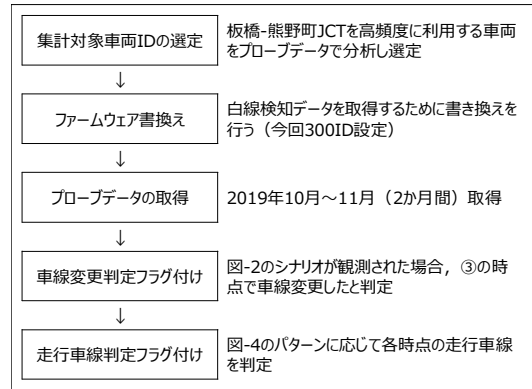 集計対象車両IDの選定
板橋-熊野町JCTを高頻度に利用する車両
をプローブデータで分析し選定
↓
ファームウェア書換え
白線検知データを取得するために書き換えを
行う（今回300ID設定）
↓
プローブデータの取得
2019年10月～11月（2か月間）取得
↓
車線変更判定フラグ付け
図-2のシナリオが観測された場合，③の時
点で車線変更したと判定
↓
走行車線判定フラグ付け
図-4のパターンに応じて各時点の走行車線
を判定